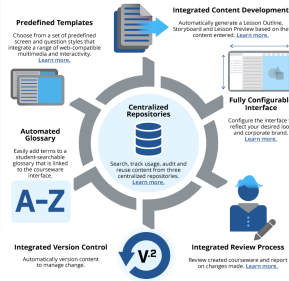 Predefined Templates
Choose from a set of predefined
screen and question styles that
integrate a range of web-compatible
multimedia and interactivity.
Learn more.
Integrated Content Development
Automatically generate a Lesson Outline,
Storyboard and Lesson Preview based on the
content entered. Learn more.
Centralized
Repositories
Search, track usage, audit and
reuse content from three
centralized repositories.
Learn more.
Fully Configurable
Interface
Configure the interface
reflect your desired
and corporate brand.
Learn more.
Automated
Glossary
Easily add terms to a
student-searchable
glossary that is linked
to the courseware
interface.
A-Z
Integrated Version Control
Automatically version content
to manage change.
V.2
Integrated Review Process
Review created courseware and report
on changes made. Learn more.